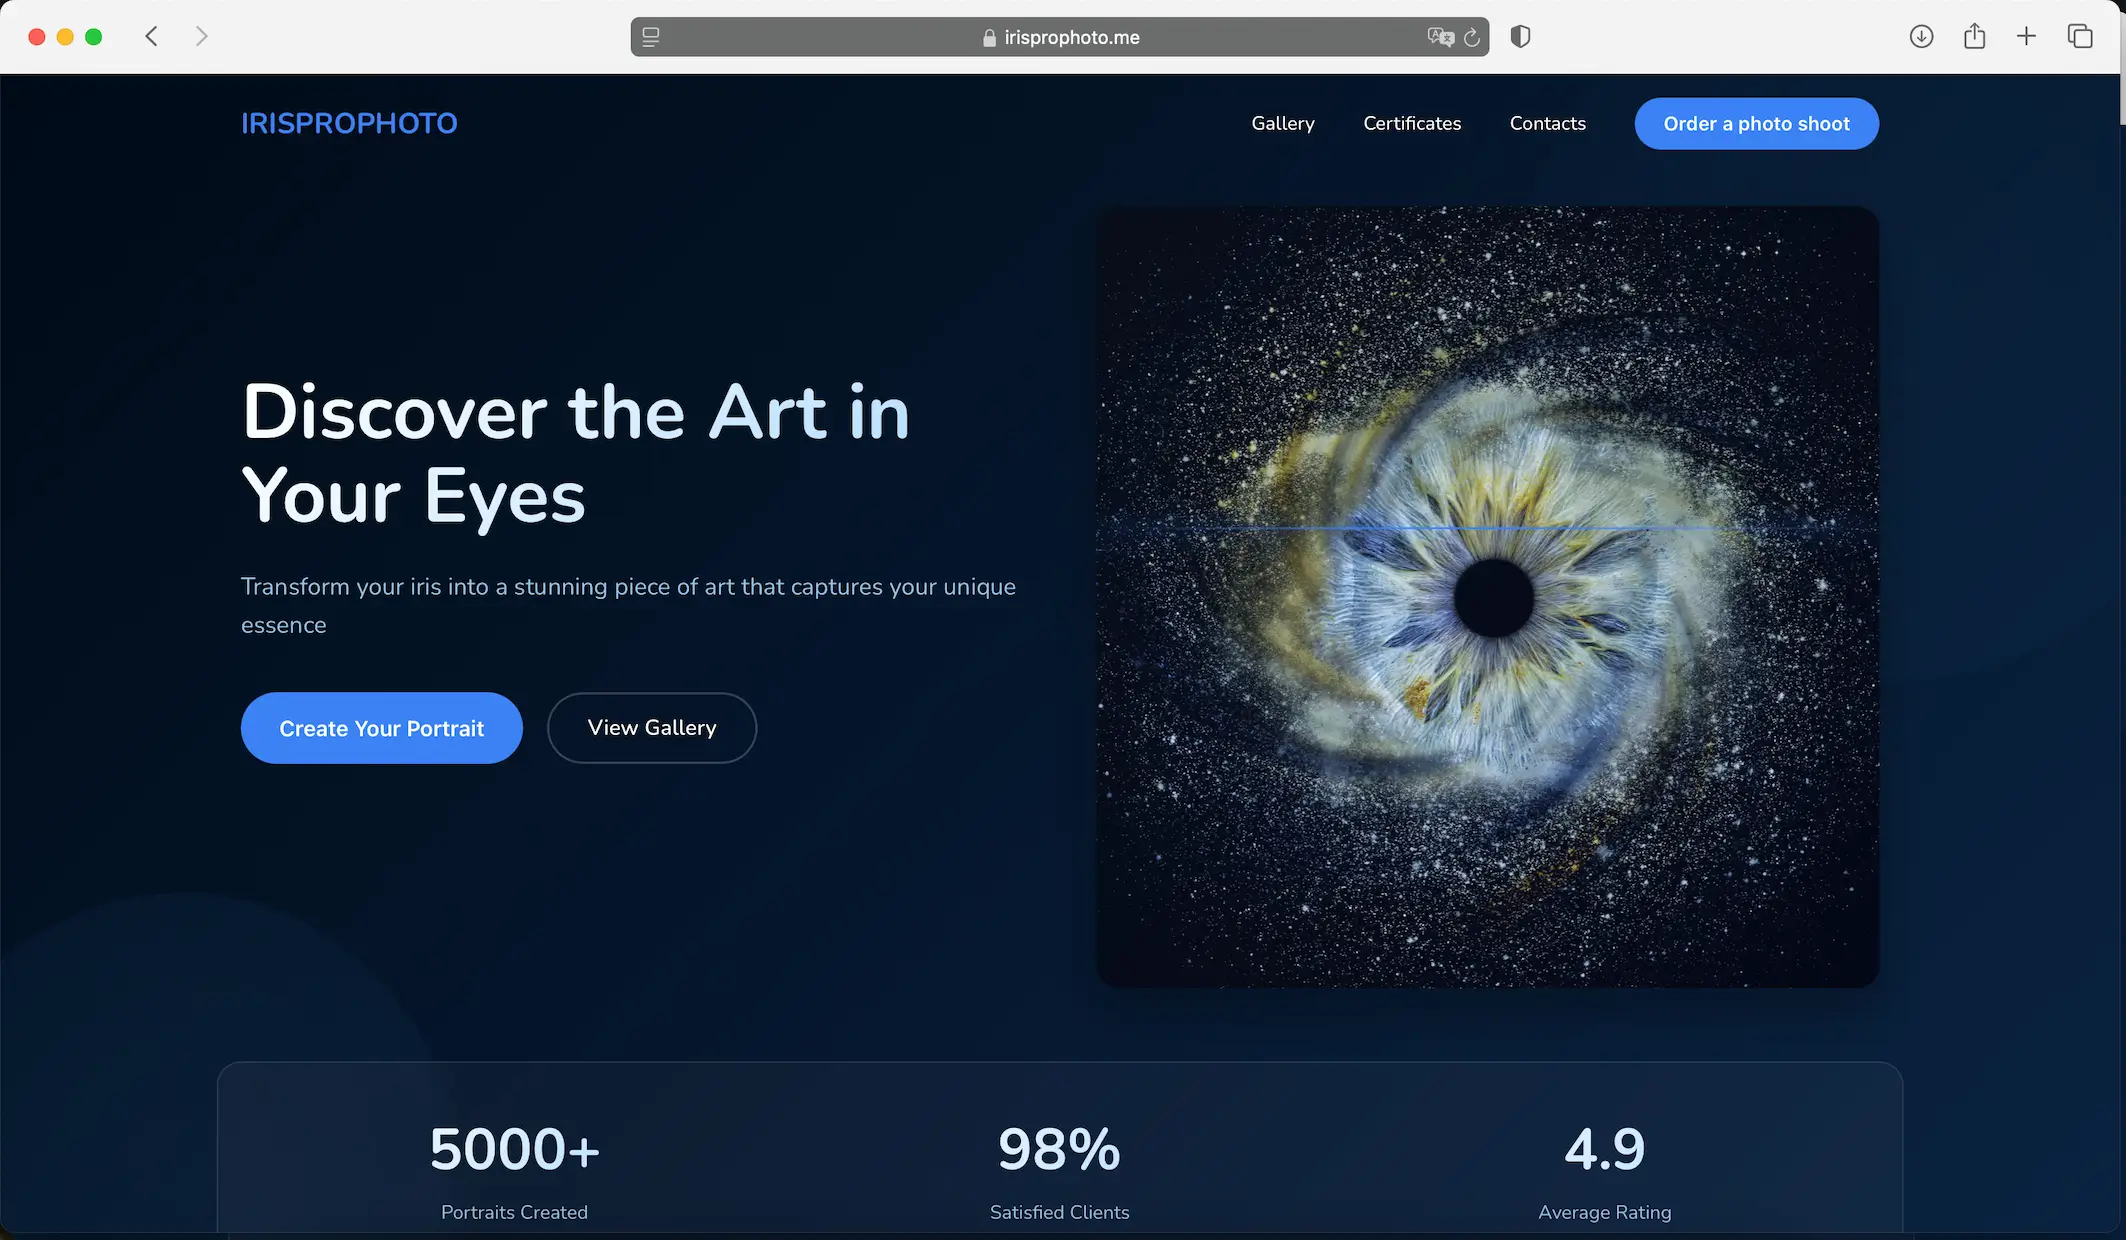 irisprophoto.me
IRISPROPHOTO
Gallery
Certificates
Contacts
Order a photo shoot
Discover the Art in
Your Eyes
Transform your iris into a stunning piece of art that captures your unique
essence
Create Your Portrait
View Gallery
5000+
98%
4.9
Portraits Created
Satisfied Clients
Average Rating